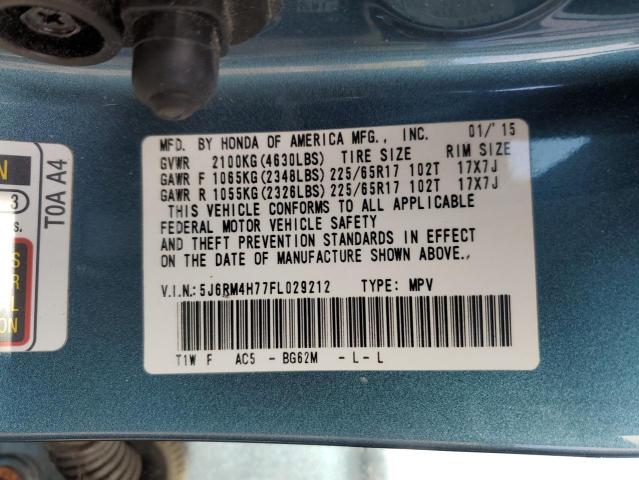 MFD. BY HONDA OF AMERICA MFG., INC. 01/'15
GVWR 2100KG(4630LBS) TIRE SIZE RIM SIZE
GAWR F 1065KG(2348LBS) 225/65R17 102T 17X7J
GAWR R 1055KG(2326LBS) 225/65R17 102T 17X7J
THIS VEHICLE CONFORMS TO ALL APPLICABLE
FEDERAL MOTOR VEHICLE SAFETY
AND THEFT PREVENTION STANDARDS IN EFFECT
ON THE DATE OF MANUFACTURE SHOWN ABOVE.
V.I.N.:5J6RM4H77FL029212 TYPE: MPV
T1W F AC5 - BG62M - L - L
T0A A4
N
3
s.
S
R
AL
ION